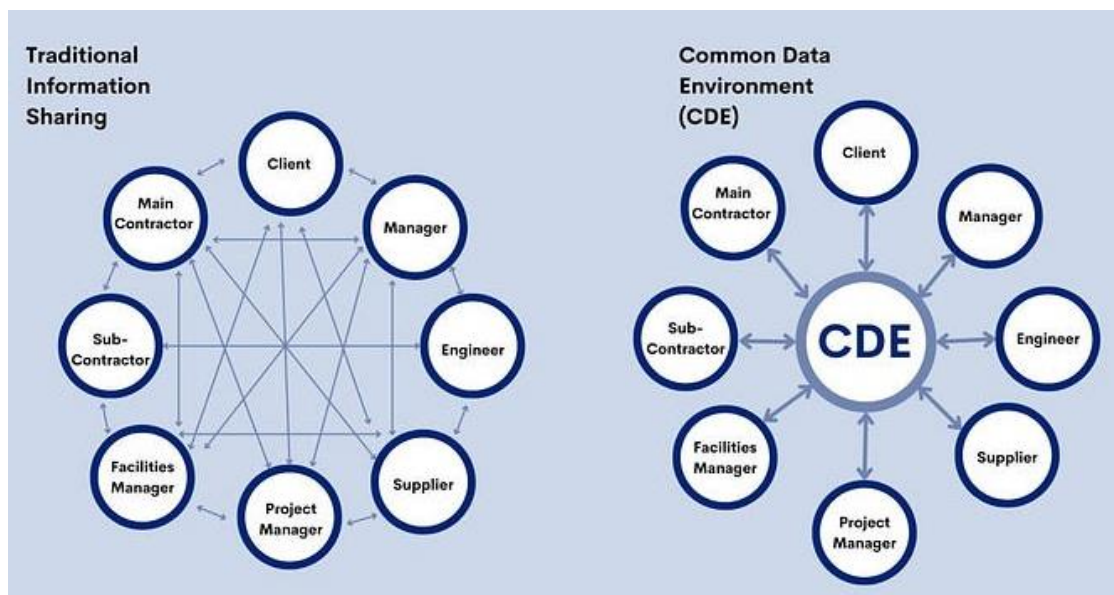 Traditional
Information
Sharing
Client
Main
Contractor
Manager
Sub-
Contractor
Engineer
Facilities
Manager
Supplier
Project
Manager
Common Data
Environment
(CDE)
Client
Main
Contractor
Manager
Sub-
Contractor
CDE
Engineer
Facilities
Manager
Supplier
Project
Manager